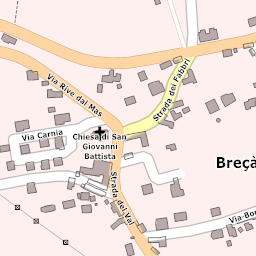 Via Rive dal Mas
Strada dei Fabbri
Via Carnia
Chiesa di San
Giovanni
Battista
Breçà
Strada dei Val
Via-Bo